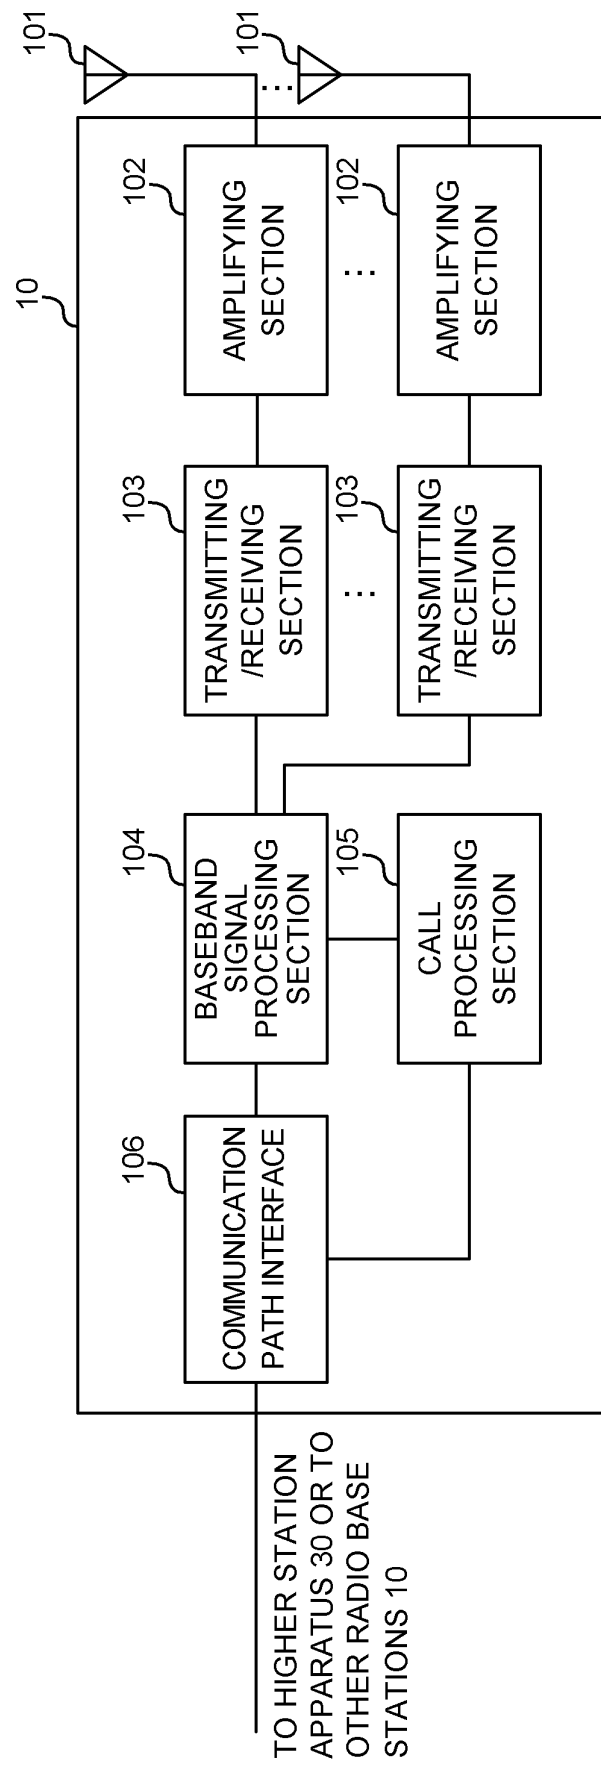 10
101
101
102
AMPLIFYING
SECTION
...
102
AMPLIFYING
SECTION
...
103
TRANSMITTING
/RECEIVING
SECTION
...
103
TRANSMITTING
/RECEIVING
SECTION
104
BASEBAND
SIGNAL
PROCESSING
SECTION
105
CALL
PROCESSING
SECTION
106
COMMUNICATION
PATH INTERFACE
TO HIGHER STATION
APPARATUS 30 OR TO
OTHER RADIO BASE
STATIONS 10